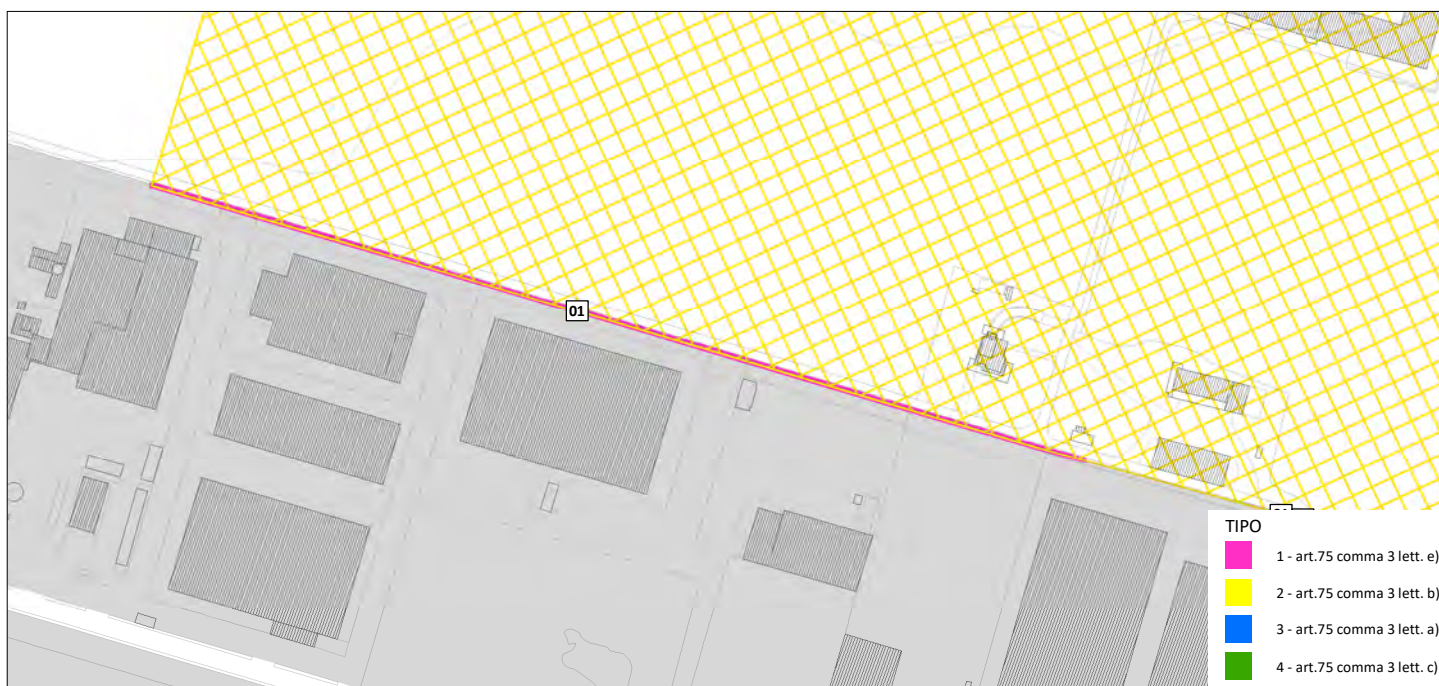 01
TIPO
1 - art.75 comma 3 lett. e)
2 - art.75 comma 3 lett. b)
3 - art.75 comma 3 lett. a)
4 - art.75 comma 3 lett. c)